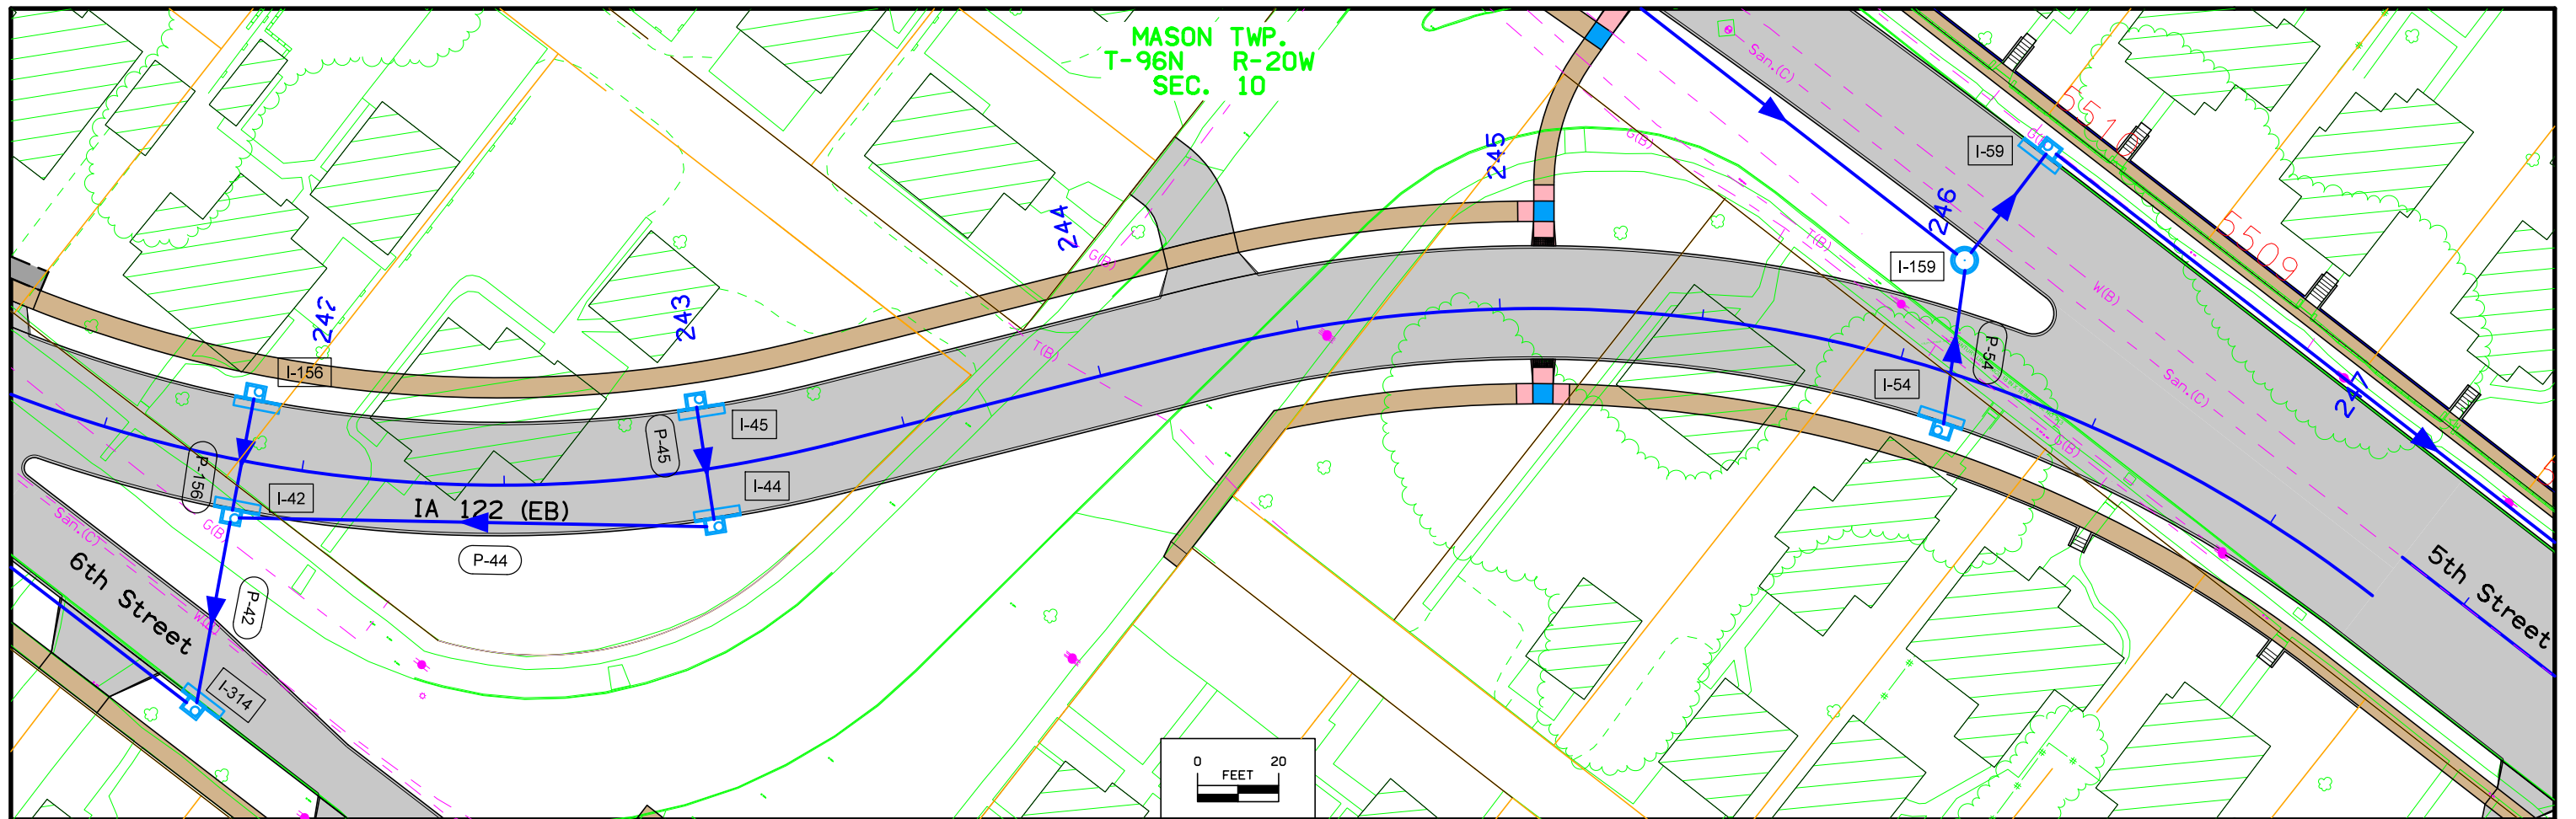 MASON TWP.
T-96N R-20W
SEC. 10
San.(C)
5510
G(B)
I-59
245
246
244
G(B)
T(B)
5509
I-159
W(B)
247
243
T(B)
P-54
San.(C)
I-156
I-54
247
I-45
P-45
P-156
I-42
I-44
IA 122 (EB)
G(B)
San.(C)
G(B)
P-44
6th Street
P-42
5th Street
I-314
0 20
FEET